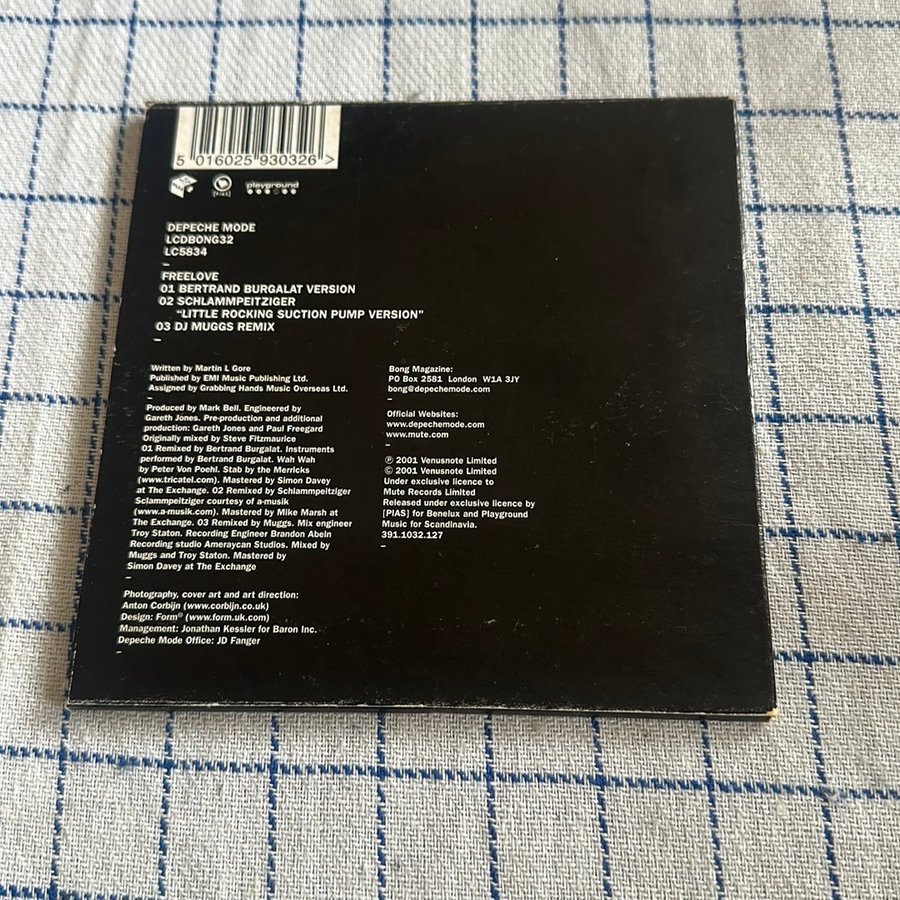 5 016025 930326 >
[PIAS]
playground
DEPECHE MODE
LCDBONG32
LC5834
–
FREELOVE
01 BERTRAND BURGALAT VERSION
02 SCHLAMMPEITZIGER
“LITTLE ROCKING SUCTION PUMP VERSION”
03 DJ MUGGS REMIX
–
Written by Martin L Gore
Published by EMI Music Publishing Ltd.
Assigned by Grabbing Hands Music Overseas Ltd.
–
Produced by Mark Bell. Engineered by
Gareth Jones. Pre-production and additional
production: Gareth Jones and Paul Freegard
Originally mixed by Steve Fitzmaurice
01 Remixed by Bertrand Burgalat. Instruments
performed by Bertrand Burgalat. Wah Wah
by Peter Von Poehl. Stab by the Merricks
(www.tricatel.com). Mastered by Simon Davey
at The Exchange. 02 Remixed by Schlammpeitziger
Sclammpeitziger courtesy of a-musik
(www.a-musik.com). Mastered by Mike Marsh at
The Exchange. 03 Remixed by Muggs. Mix engineer
Troy Staton. Recording Engineer Brandon Abeln
Recording studio Ameraycan Studios. Mixed by
Muggs and Troy Staton. Mastered by
Simon Davey at The Exchange
–
Photography, cover art and art direction:
Anton Corbijn (www.corbijn.co.uk)
Design: Form® (www.form.uk.com)
Management: Jonathan Kessler for Baron Inc.
Depeche Mode Office: JD Fanger
–
Bong Magazine:
PO Box 2581 London W1A 3JY
bong@depechemode.com
–
Official Websites:
www.depechemode.com
www.mute.com
–
℗ 2001 Venusnote Limited
© 2001 Venusnote Limited
Under exclusive licence to
Mute Records Limited
Released under exclusive licence by
[PIAS] for Benelux and Playground
Music for Scandinavia.
391.1032.127
–